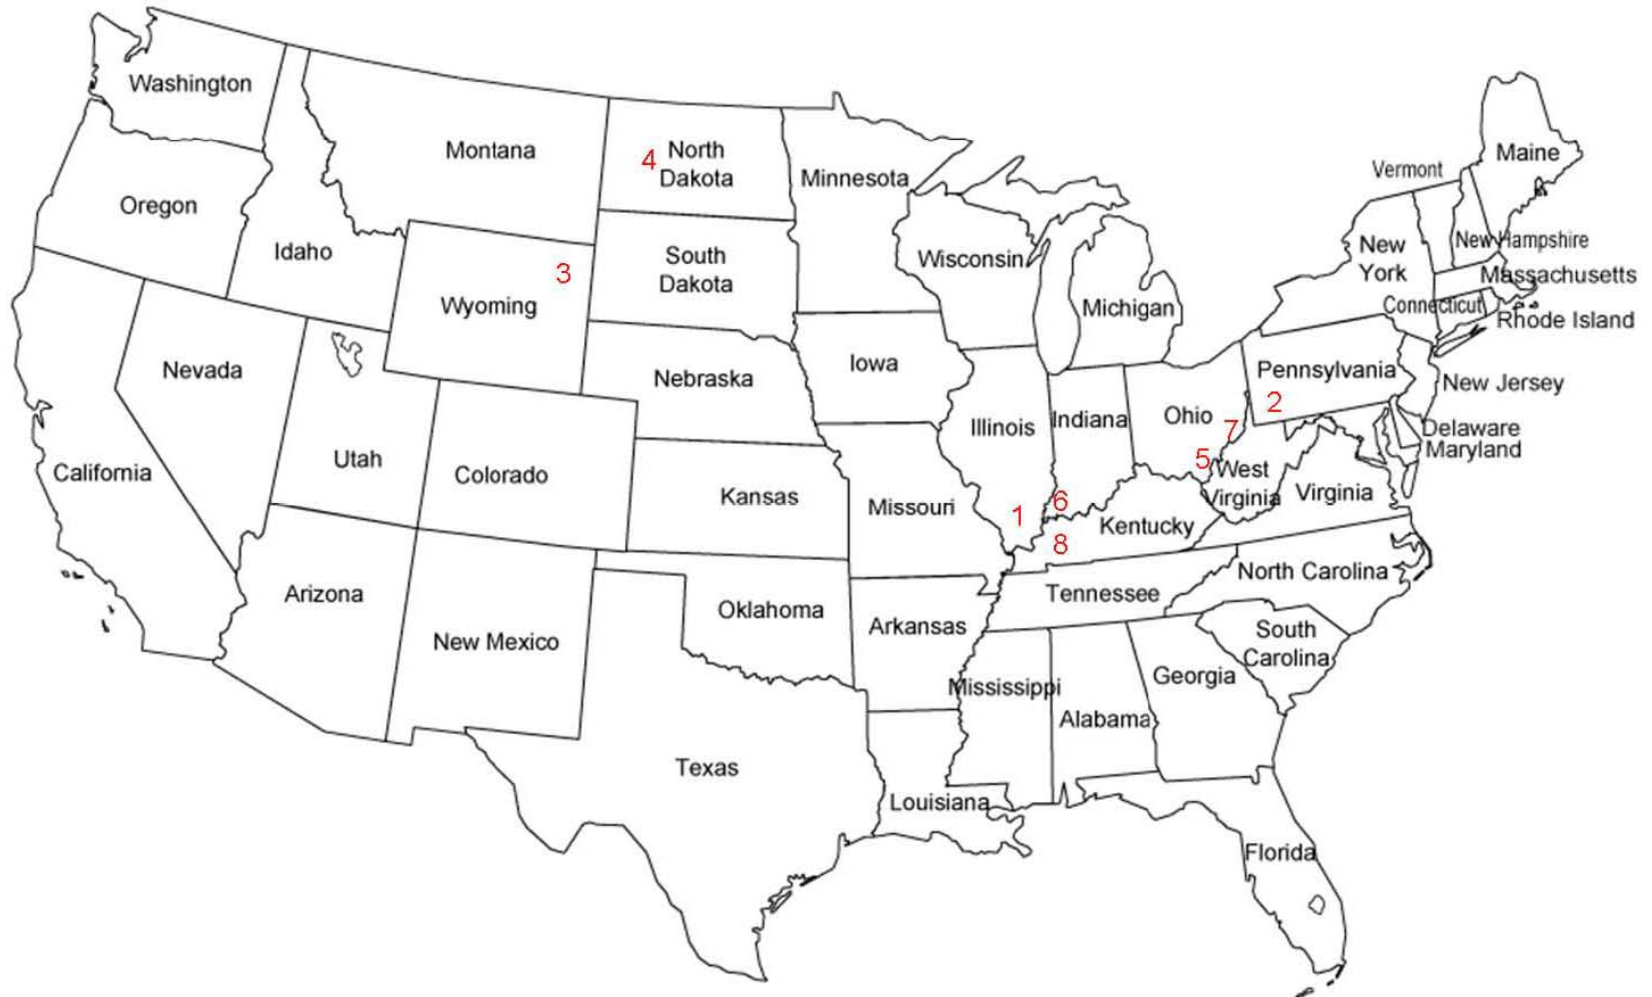 Washington
Montana
4
North
Dakota
Minnesota
Vermont
Maine
Oregon
Idaho
3
Wyoming
South
Dakota
Wisconsin
Michigan
New
York
New Hampshire
Massachusetts
Connecticut
Rhode Island
Nevada
Nebraska
Iowa
Pennsylvania
2
New Jersey
Illinois
Indiana
Ohio
7
5
Delaware
Maryland
California
Utah
Colorado
Kansas
Missouri
1
6
8
Kentucky
West
Virginia
Virginia
Arizona
New Mexico
Oklahoma
Arkansas
Tennessee
North Carolina
South
Carolina
Mississippi
Alabama
Georgia
Texas
Louisiana
Florida